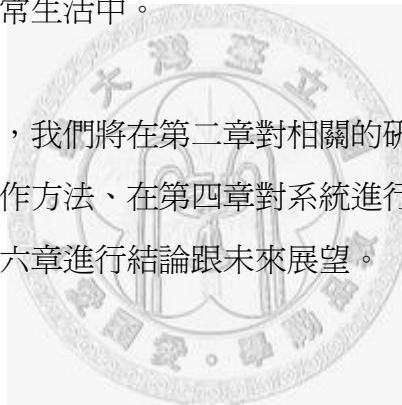 常生活中。
，我們將在第二章對相關的研
作方法、在第四章對系統進行
六章進行結論跟未來展望。